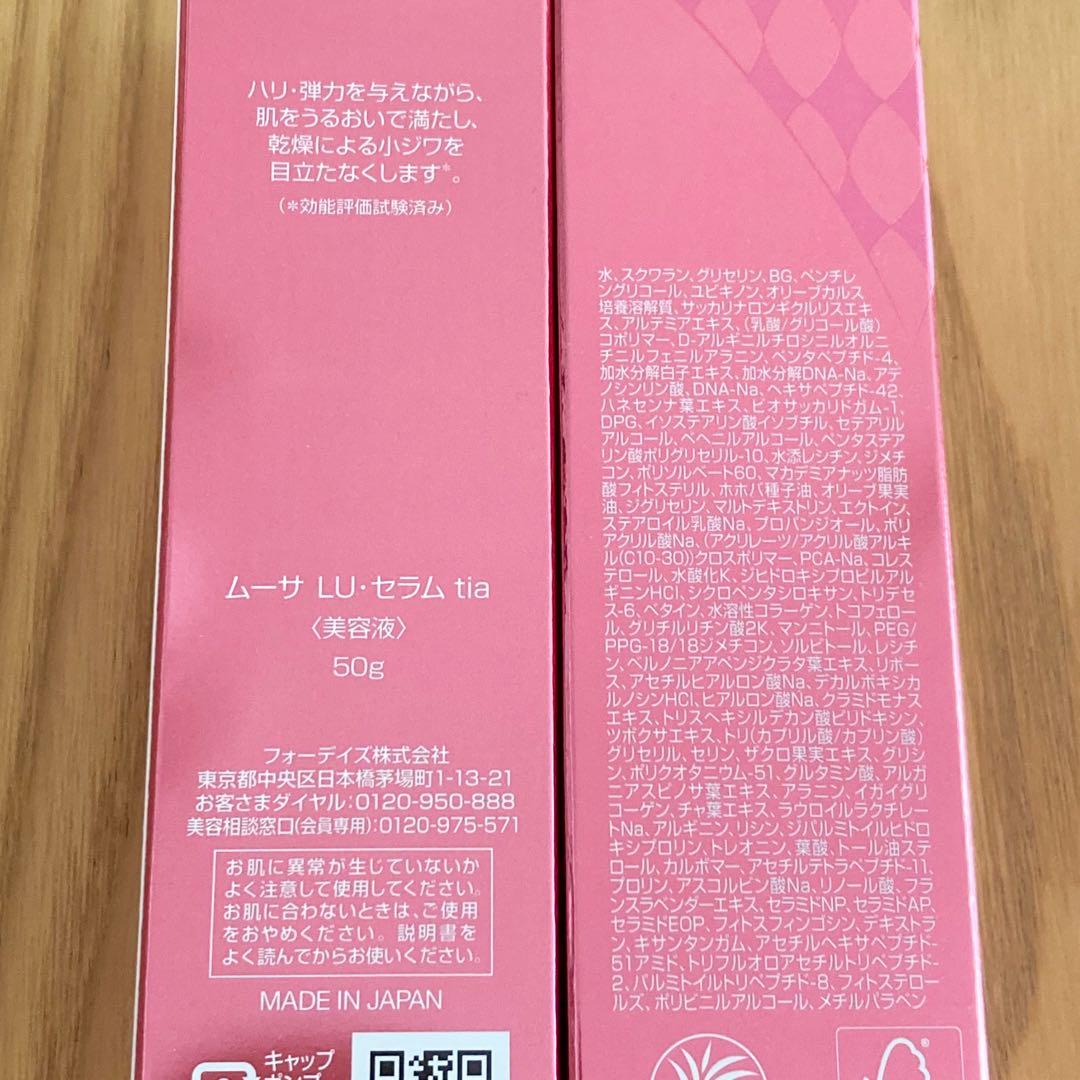 ハリ・弾力を与えながら、
肌をうるおいで満たし、
乾燥による小ジワを
目立たなくします*。
(*効能評価試験済み)
ムーサ LU・セラム tia
〈美容液〉
50g
フォーデイズ株式会社
東京都中央区日本橋茅場町1-13-21
お客さまダイヤル:0120-950-888
美容相談窓口(会員専用):0120-975-571
お肌に異常が生じていないか
よく注意して使用してください。
お肌に合わないときは、ご使用
をおやめください。説明書を
よく読んでからお使いください。
MADE IN JAPAN
キャップ
ポンプ
水、スクワラン、グリセリン、BG、ペンチレ
ングリコール、ユビキノン、オリーブカルス
培養溶解質、サッカリナロンギクルリスエキ
ス、アルテミアエキス、(乳酸/グリコール酸)
コポリマー、D-アルギニルチロシニルオルニ
チニルフェニルアラニン、ペンタペプチド-4、
加水分解白子エキス、加水分解DNA-Na、アデ
ノシンリン酸、DNA-Na、ヘキサペプチド-42、
ハネセンナ葉エキス、ビオサッカリドガム-1、
DPG、イソステアリン酸イソブチル、セテアリル
アルコール、ベヘニルアルコール、ペンタステア
リン酸ポリグリセリル-10、水添レシチン、ジメチ
コン、ポリソルベート60、マカデミアナッツ脂肪
酸フィトステリル、ホホバ種子油、オリーブ果実
油、ジグリセリン、マルトデキストリン、エクトイン、
ステアロイル乳酸Na、プロパンジオール、ポリ
アクリル酸Na、(アクリレーツ/アクリル酸アルキ
ル(C10-30))クロスポリマー、PCA-Na、コレス
テロール、水酸化K、ジヒドロキシプロピルアル
ギニンHCl、シクロペンタシロキサン、トリデセ
ス-6、ベタイン、水溶性コラーゲン、トコフェロー
ル、グリチルリチン酸2K、マンニトール、PEG/
PPG-18/18ジメチコン、ソルビトール、レシチ
ン、ベルノニアアペンジクラタ葉エキス、リボー
ス、アセチルヒアルロン酸Na、デカルボキシカ
ルノシンHCl、ヒアルロン酸Na、クラミドモナス
エキス、トリスヘキシルデカン酸ピリドキシン、
ツボクサエキス、トリ(カプリル酸/カプリン酸)
グリセリル、セリン、ザクロ果実エキス、グリシ
ン、ポリクオタニウム-51、グルタミン酸、アルガ
ニアスピノサ葉エキス、アラニン、イガイグリ
コーゲン、チャ葉エキス、ラウロイルラクチレー
トNa、アルギニン、リシン、ジパルミトイルヒドロ
キシプロリン、トレオニン、葉酸、トール油ステ
ロール、カルボマー、アセチルテトラペプチド-11、
プロリン、アスコルビン酸Na、リノール酸、フラ
ンスラベンダーエキス、セラミドNP、セラミドAP、
セラミドEOP、フィトスフィンゴシン、デキストラ
ン、キサンタンガム、アセチルヘキサペプチド-
51アミド、トリフルオロアセチルトリペプチド-
2、パルミトイルトリペプチド-8、フィトステロ
ールズ、ポリビニルアルコール、メチルパラベン